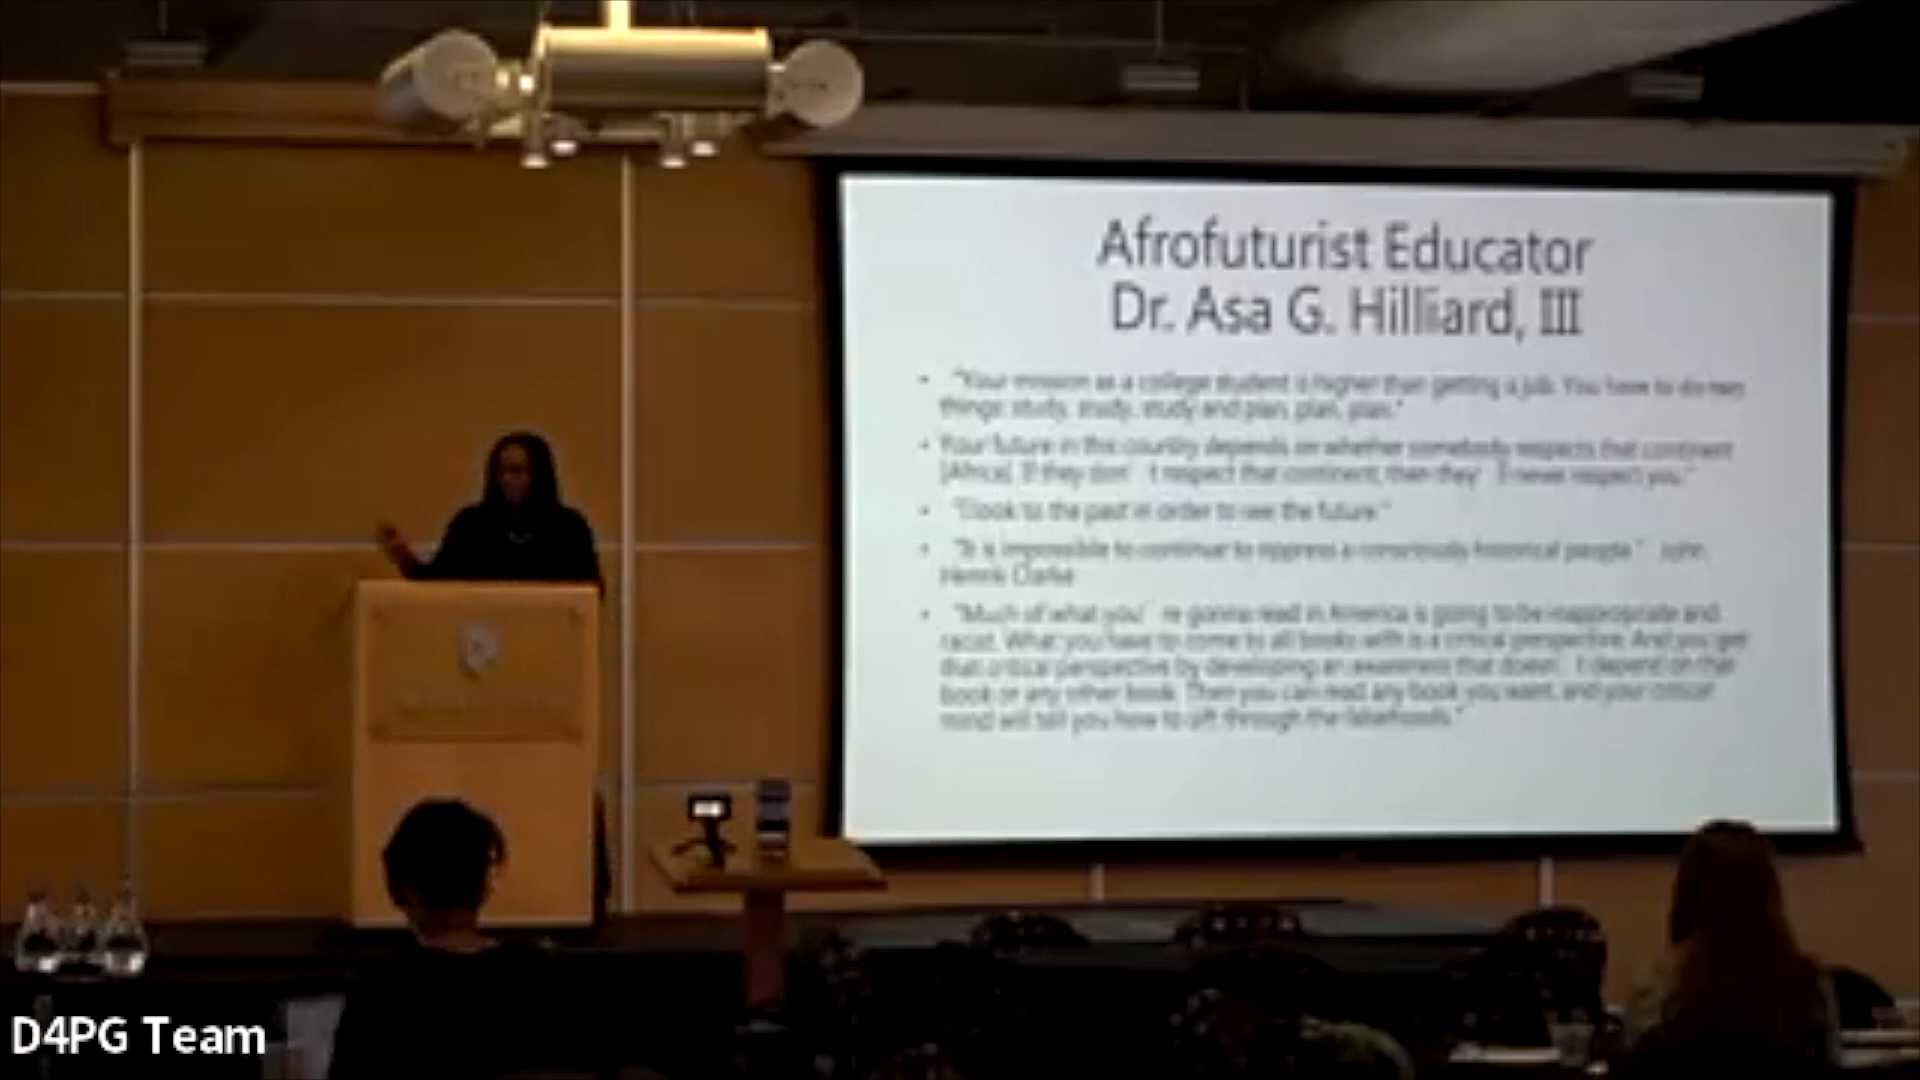 Afrofuturist Educator
Dr. Asa G. Hilliard, III
• "Your mission as a college student is higher than getting a job. You have to do two
things: study, study, study and plan, plan, plan."
• Your future in this country depends on whether somebody respects that continent
[Africa]. If they don' t respect that continent, then they' ll never respect you."
• "I look to the past in order to see the future."
• "It is impossible to continue to oppress a consciously historical people." John
Henrik Clarke
• "Much of what you' re gonna read in America is going to be inappropriate and
racist. What you have to come to all books with is a critical perspective. And you get
that critical perspective by developing an awareness that doesn' t depend on that
book or any other book. Then you can read any book you want, and your critical
mind will tell you how to sift through the falsehoods."
D4PG Team